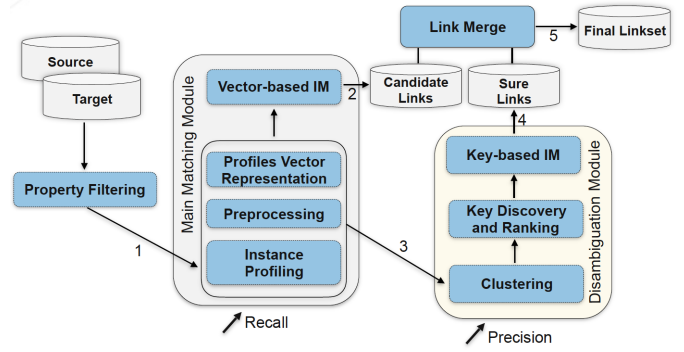 Link Merge
5
Final Linkset
Source
Target
Vector-based IM
2
Candidate
Links
Sure
Links
4
Main Matching Module
Profiles Vector
Representation
Preprocessing
Instance
Profiling
Property Filtering
1
3
Key-based IM
Key Discovery
and Ranking
Clustering
Disambiguation Module
Recall
Precision